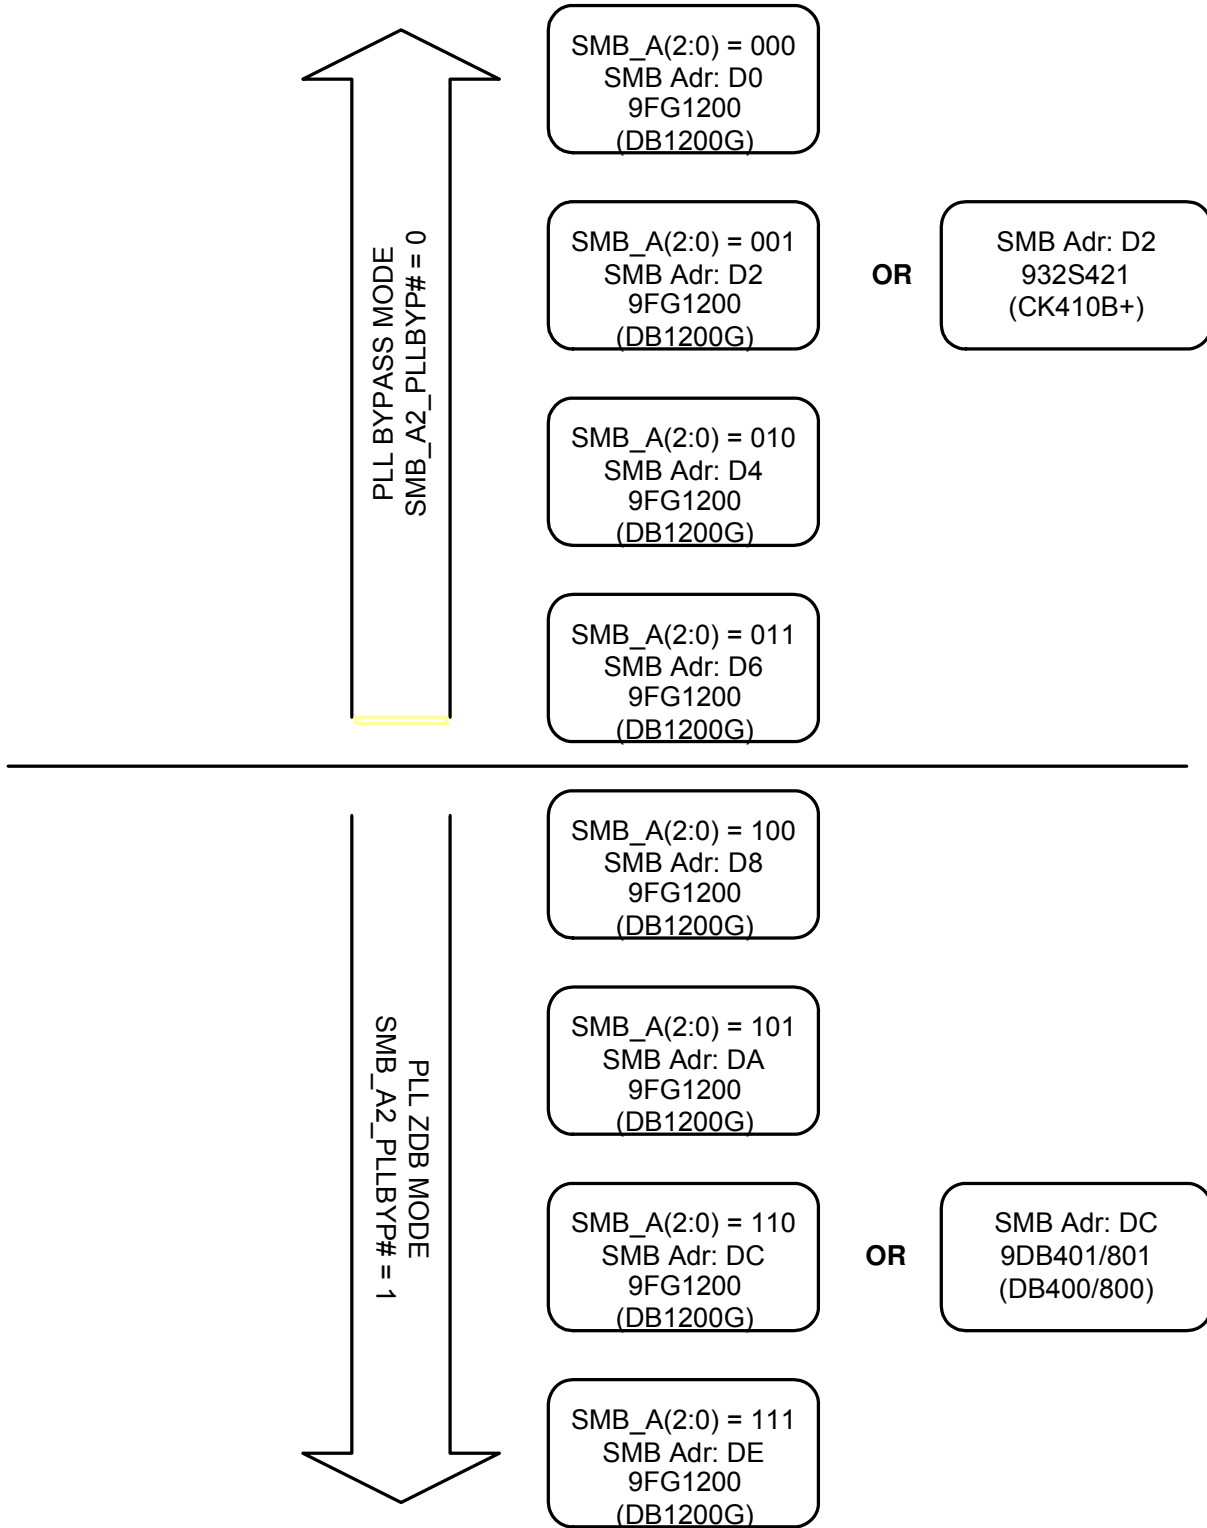 SMB_A(2:0) = 000
SMB Adr: D0
9FG1200
(DB1200G)
PLL BYPASS MODE
SMB_A2_PLLBYP# = 0
SMB_A(2:0) = 001
SMB Adr: D2
9FG1200
(DB1200G)
OR
SMB Adr: D2
932S421
(CK410B+)
SMB_A(2:0) = 010
SMB Adr: D4
9FG1200
(DB1200G)
SMB_A(2:0) = 011
SMB Adr: D6
9FG1200
(DB1200G)
SMB_A(2:0) = 100
SMB Adr: D8
9FG1200
(DB1200G)
PLL ZDB MODE
SMB_A2_PLLBYP# = 1
SMB_A(2:0) = 101
SMB Adr: DA
9FG1200
(DB1200G)
SMB_A(2:0) = 110
SMB Adr: DC
9FG1200
(DB1200G)
OR
SMB Adr: DC
9DB401/801
(DB400/800)
SMB_A(2:0) = 111
SMB Adr: DE
9FG1200
(DB1200G)